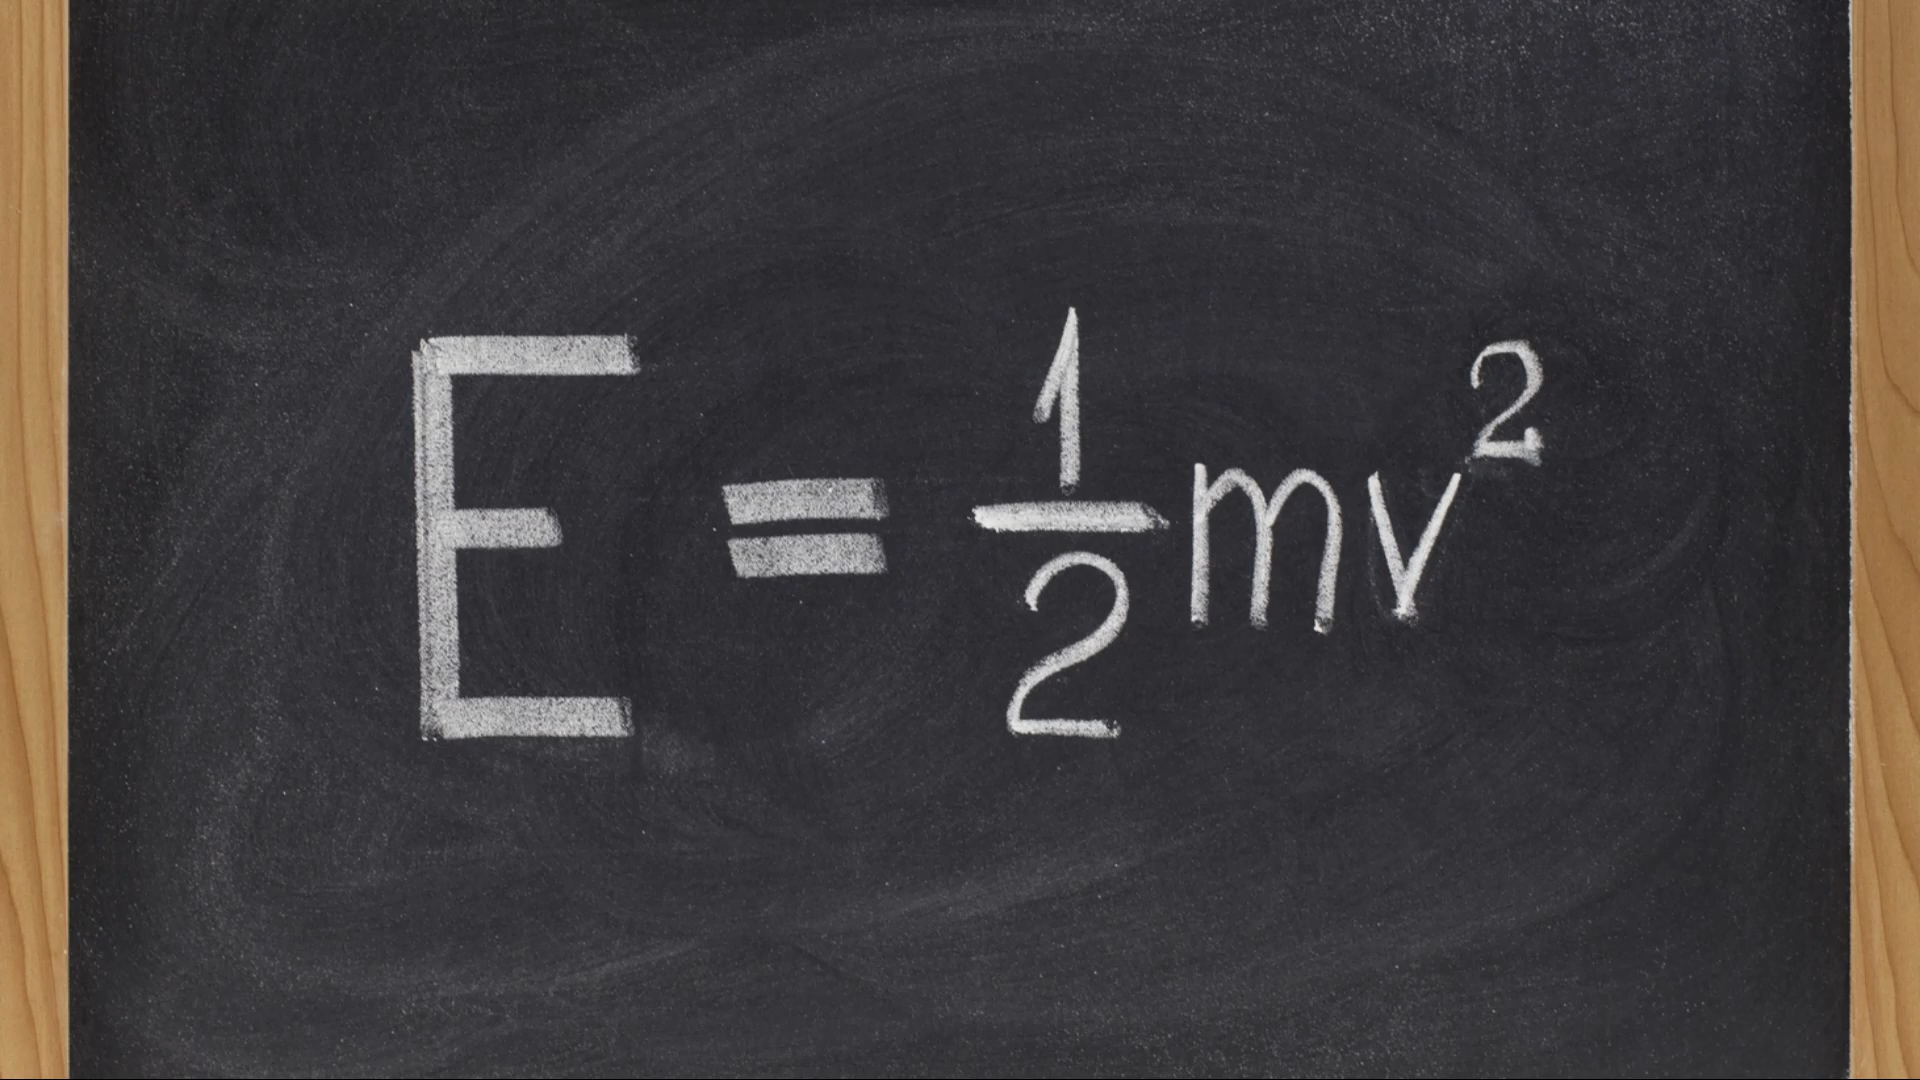 E = 1/2 mv²